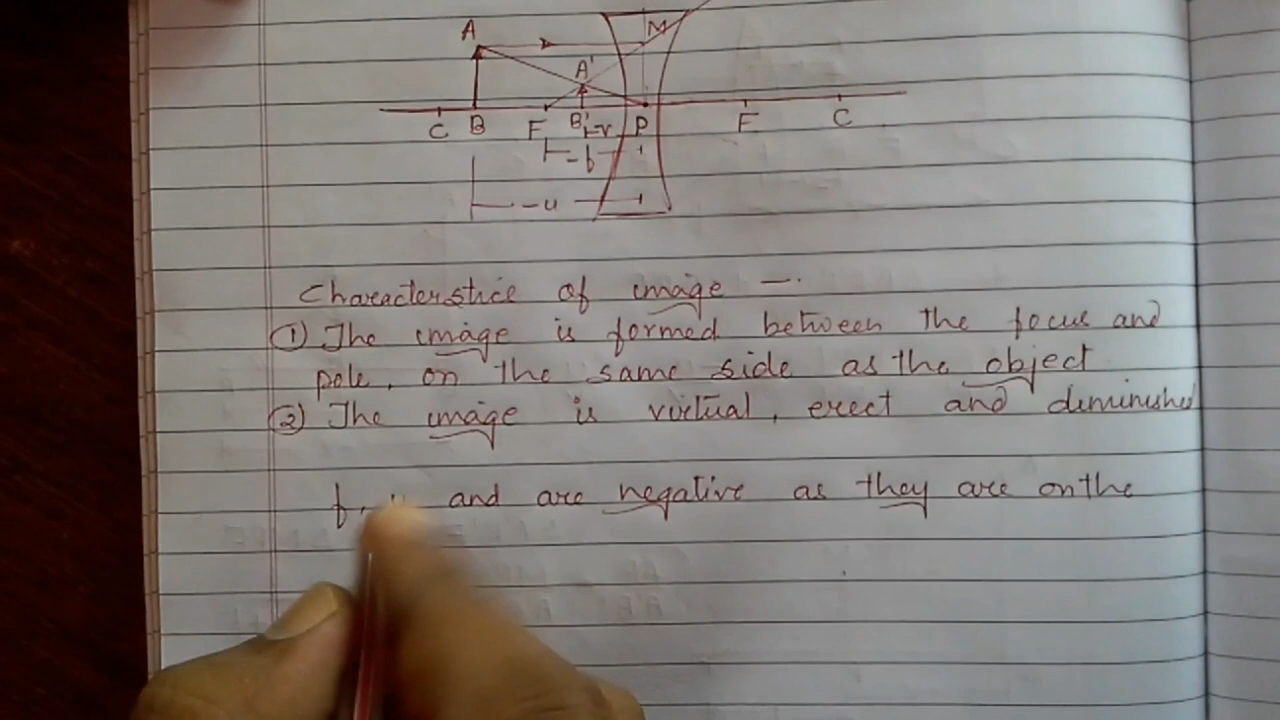 A
M
A'
C B F B' -v P F C
-f
-u
Characterstics of image —.
① The image is formed between the focus and
pole, on the same side as the object
② The image is virtual, erect and diminished
f, u and are negative as they are on the